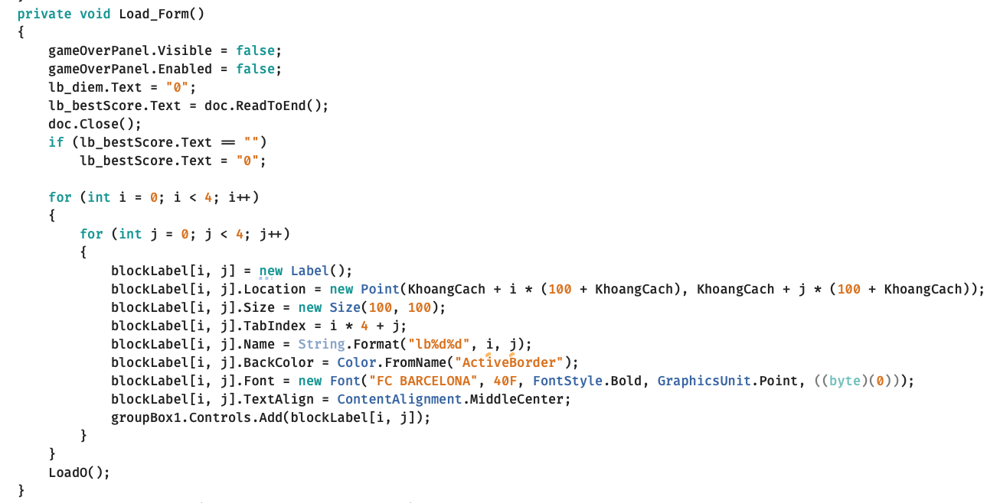 private void Load_Form()
{
    gameOverPanel.Visible = false;
    gameOverPanel.Enabled = false;
    lb_diem.Text = "0";
    lb_bestScore.Text = doc.ReadToEnd();
    doc.Close();
    if (lb_bestScore.Text == "")
        lb_bestScore.Text = "0";

    for (int i = 0; i < 4; i++)
    {
        for (int j = 0; j < 4; j++)
        {
            blockLabel[i, j] = new Label();
            blockLabel[i, j].Location = new Point(KhoangCach + i * (100 + KhoangCach), KhoangCach + j * (100 + KhoangCach));
            blockLabel[i, j].Size = new Size(100, 100);
            blockLabel[i, j].TabIndex = i * 4 + j;
            blockLabel[i, j].Name = String.Format("lb%d%d", i, j);
            blockLabel[i, j].BackColor = Color.FromName("ActiveBorder");
            blockLabel[i, j].Font = new Font("FC BARCELONA", 40F, FontStyle.Bold, GraphicsUnit.Point, ((byte)(0)));
            blockLabel[i, j].TextAlign = ContentAlignment.MiddleCenter;
            groupBox1.Controls.Add(blockLabel[i, j]);
        }
    }
    LoadO();
}